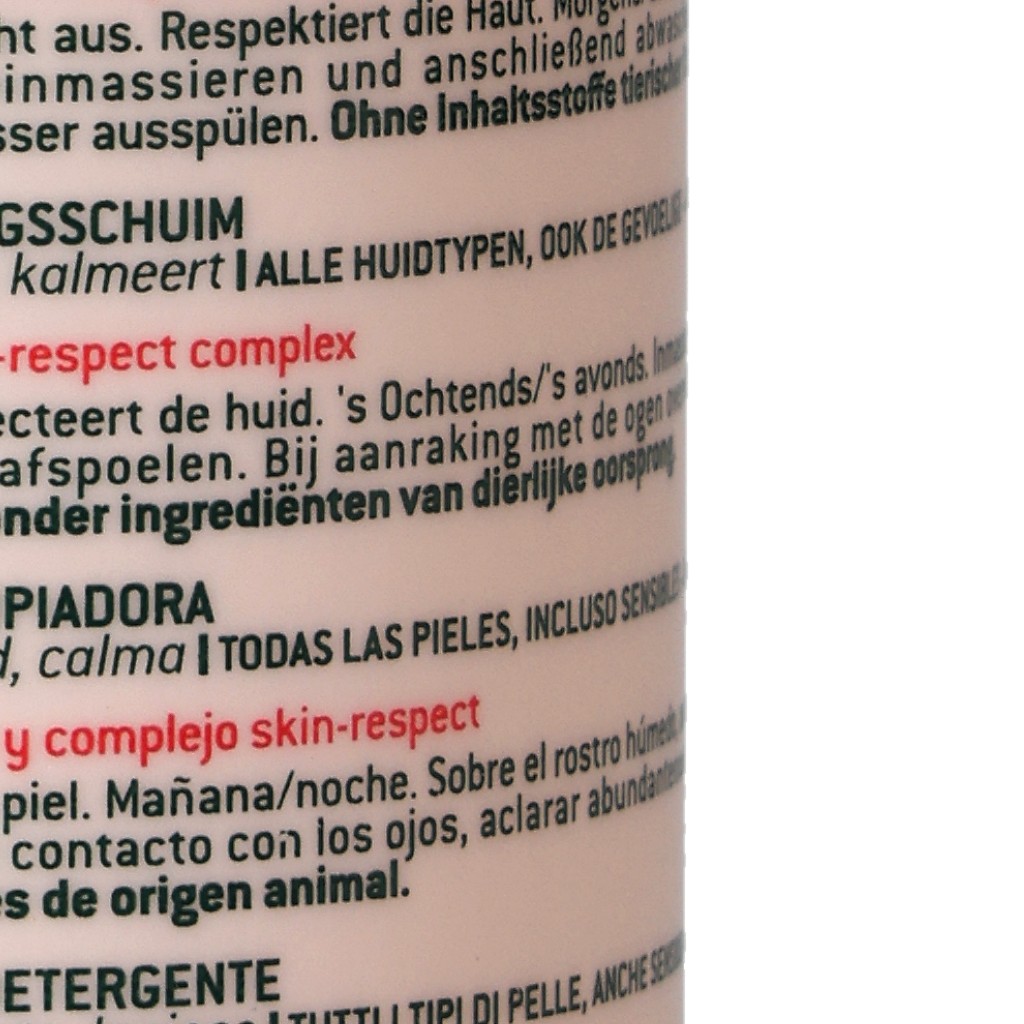 ht aus. Respektiert die Haut.
inmassieren und anschließend
sser ausspülen. Ohne Inhaltsstoffe
GSSCHUIM
kalmeert | ALLE HUIDTYPEN, OOK DE
-respect complex
ecteert de huid. 's Ochtends/'s avonds.
afspoelen. Bij aanraking met de ogen
onder ingrediënten van dierlijke oorsprong.
PIADORA
d, calma | TODAS LAS PIELES, INCLUSO SENSIBLES
y complejo skin-respect
piel. Mañana/noche. Sobre el rostro húmedo.
contacto con los ojos, aclarar
es de origen animal.
ETERGENTE
| TUTTI I TIPI DI PELLE, ANCHE